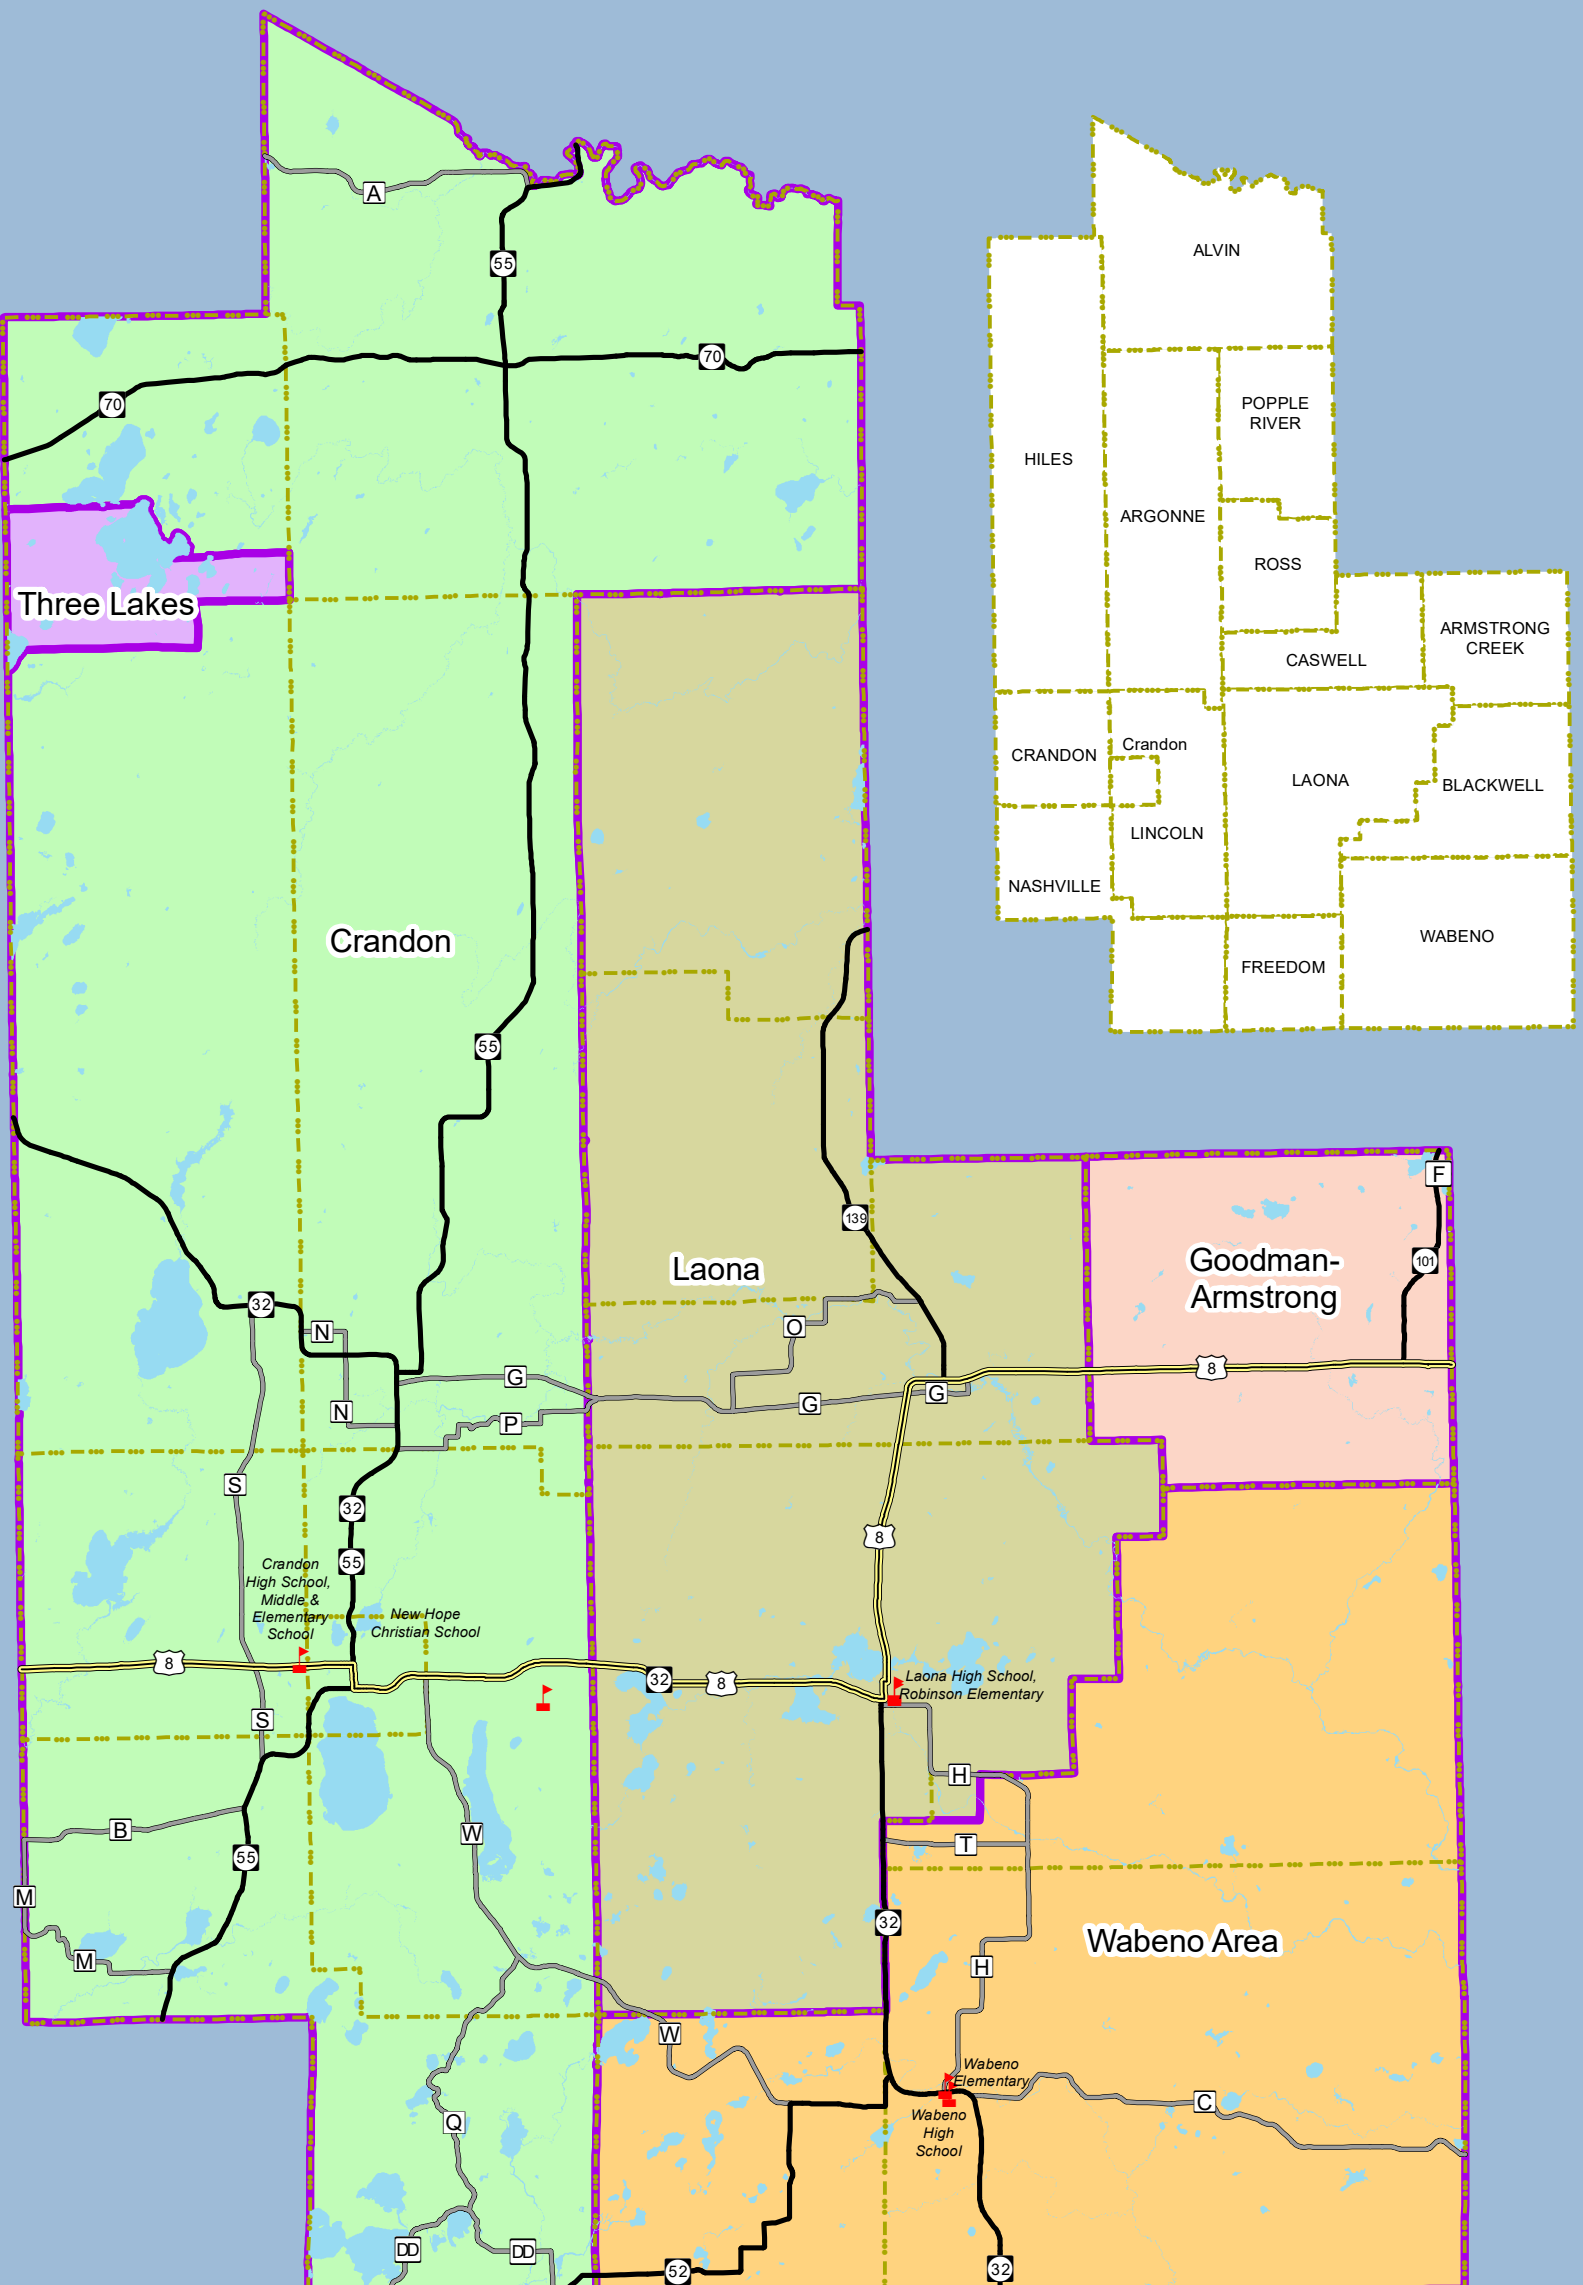 A
55
ALVIN
70
70
POPPLE
RIVER
HILES
ARGONNE
ROSS
Three Lakes
ARMSTRONG
CREEK
CASWELL
CRANDON
Crandon
LAONA
BLACKWELL
LINCOLN
NASHVILLE
WABENO
FREEDOM
Crandon
55
F
139
101
Laona
Goodman-
Armstrong
32
N
O
8
G
G
G
N
P
S
32
8
55
Crandon
High School,
Middle &
Elementary
School
New Hope
Christian School
8
32
8
Laona High School,
Robinson Elementary
S
H
B
W
T
55
M
32
Wabeno Area
M
H
W
Wabeno
Elementary
C
Q
Wabeno
High
School
DD
DD
52
32